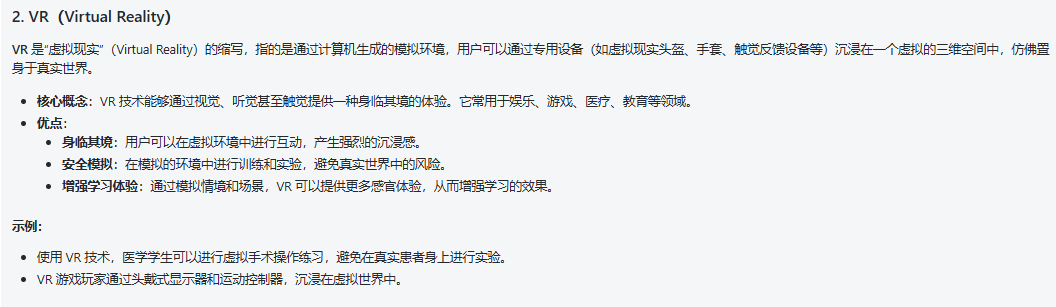 2. VR（Virtual Reality）
VR 是“虚拟现实”（Virtual Reality）的缩写，指的是通过计算机生成的模拟环境，用户可以通过专用设备（如虚拟现实头盔、手套、触觉反馈设备等）沉浸在一个虚拟的三维空间中，仿佛置
身于真实世界。
• 核心概念：VR 技术能够通过视觉、听觉甚至触觉提供一种身临其境的体验。它常用于娱乐、游戏、医疗、教育等领域。
• 优点：
• 身临其境：用户可以在虚拟环境中进行互动，产生强烈的沉浸感。
• 安全模拟：在模拟的环境中进行训练和实验，避免真实世界中的风险。
• 增强学习体验：通过模拟情境和场景，VR 可以提供更多感官体验，从而增强学习的效果。
示例：
• 使用 VR 技术，医学学生可以进行虚拟手术操作练习，避免在真实患者身上进行实验。
• VR 游戏玩家通过头戴式显示器和运动控制器，沉浸在虚拟世界中。